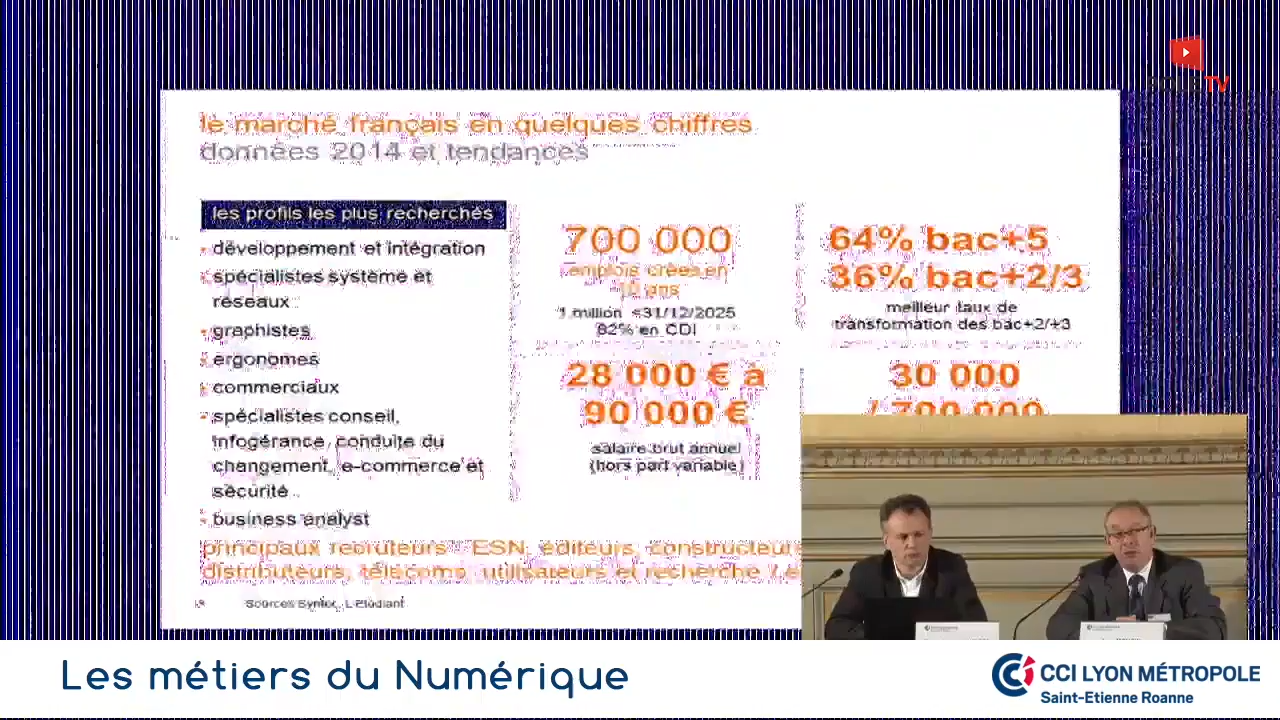 TV
le marché français en quelques chiffres
données 2014 et tendances
les profils les plus recherchés
développement et intégration
spécialistes système et
réseaux
graphistes
ergonomes
commerciaux
spécialistes conseil,
infogérance, conduite du
changement, e-commerce et
sécurité
business analyst
700 000
emplois créés en
10 ans
1 million <31/12/2025
82% en CDI
28 000 € à
90 000 €
salaire brut annuel
(hors part variable)
64% bac+5
36% bac+2/3
meilleur taux de
transformation des bac+2/+3
30 000
/ 700 000
principaux recruteurs : ESN, éditeurs, constructeurs
distributeurs, télécoms, utilisateurs et recherche
Sources Syntec, L'Etudiant
Les métiers du Numérique
CCI LYON MÉTROPOLE
Saint-Etienne Roanne